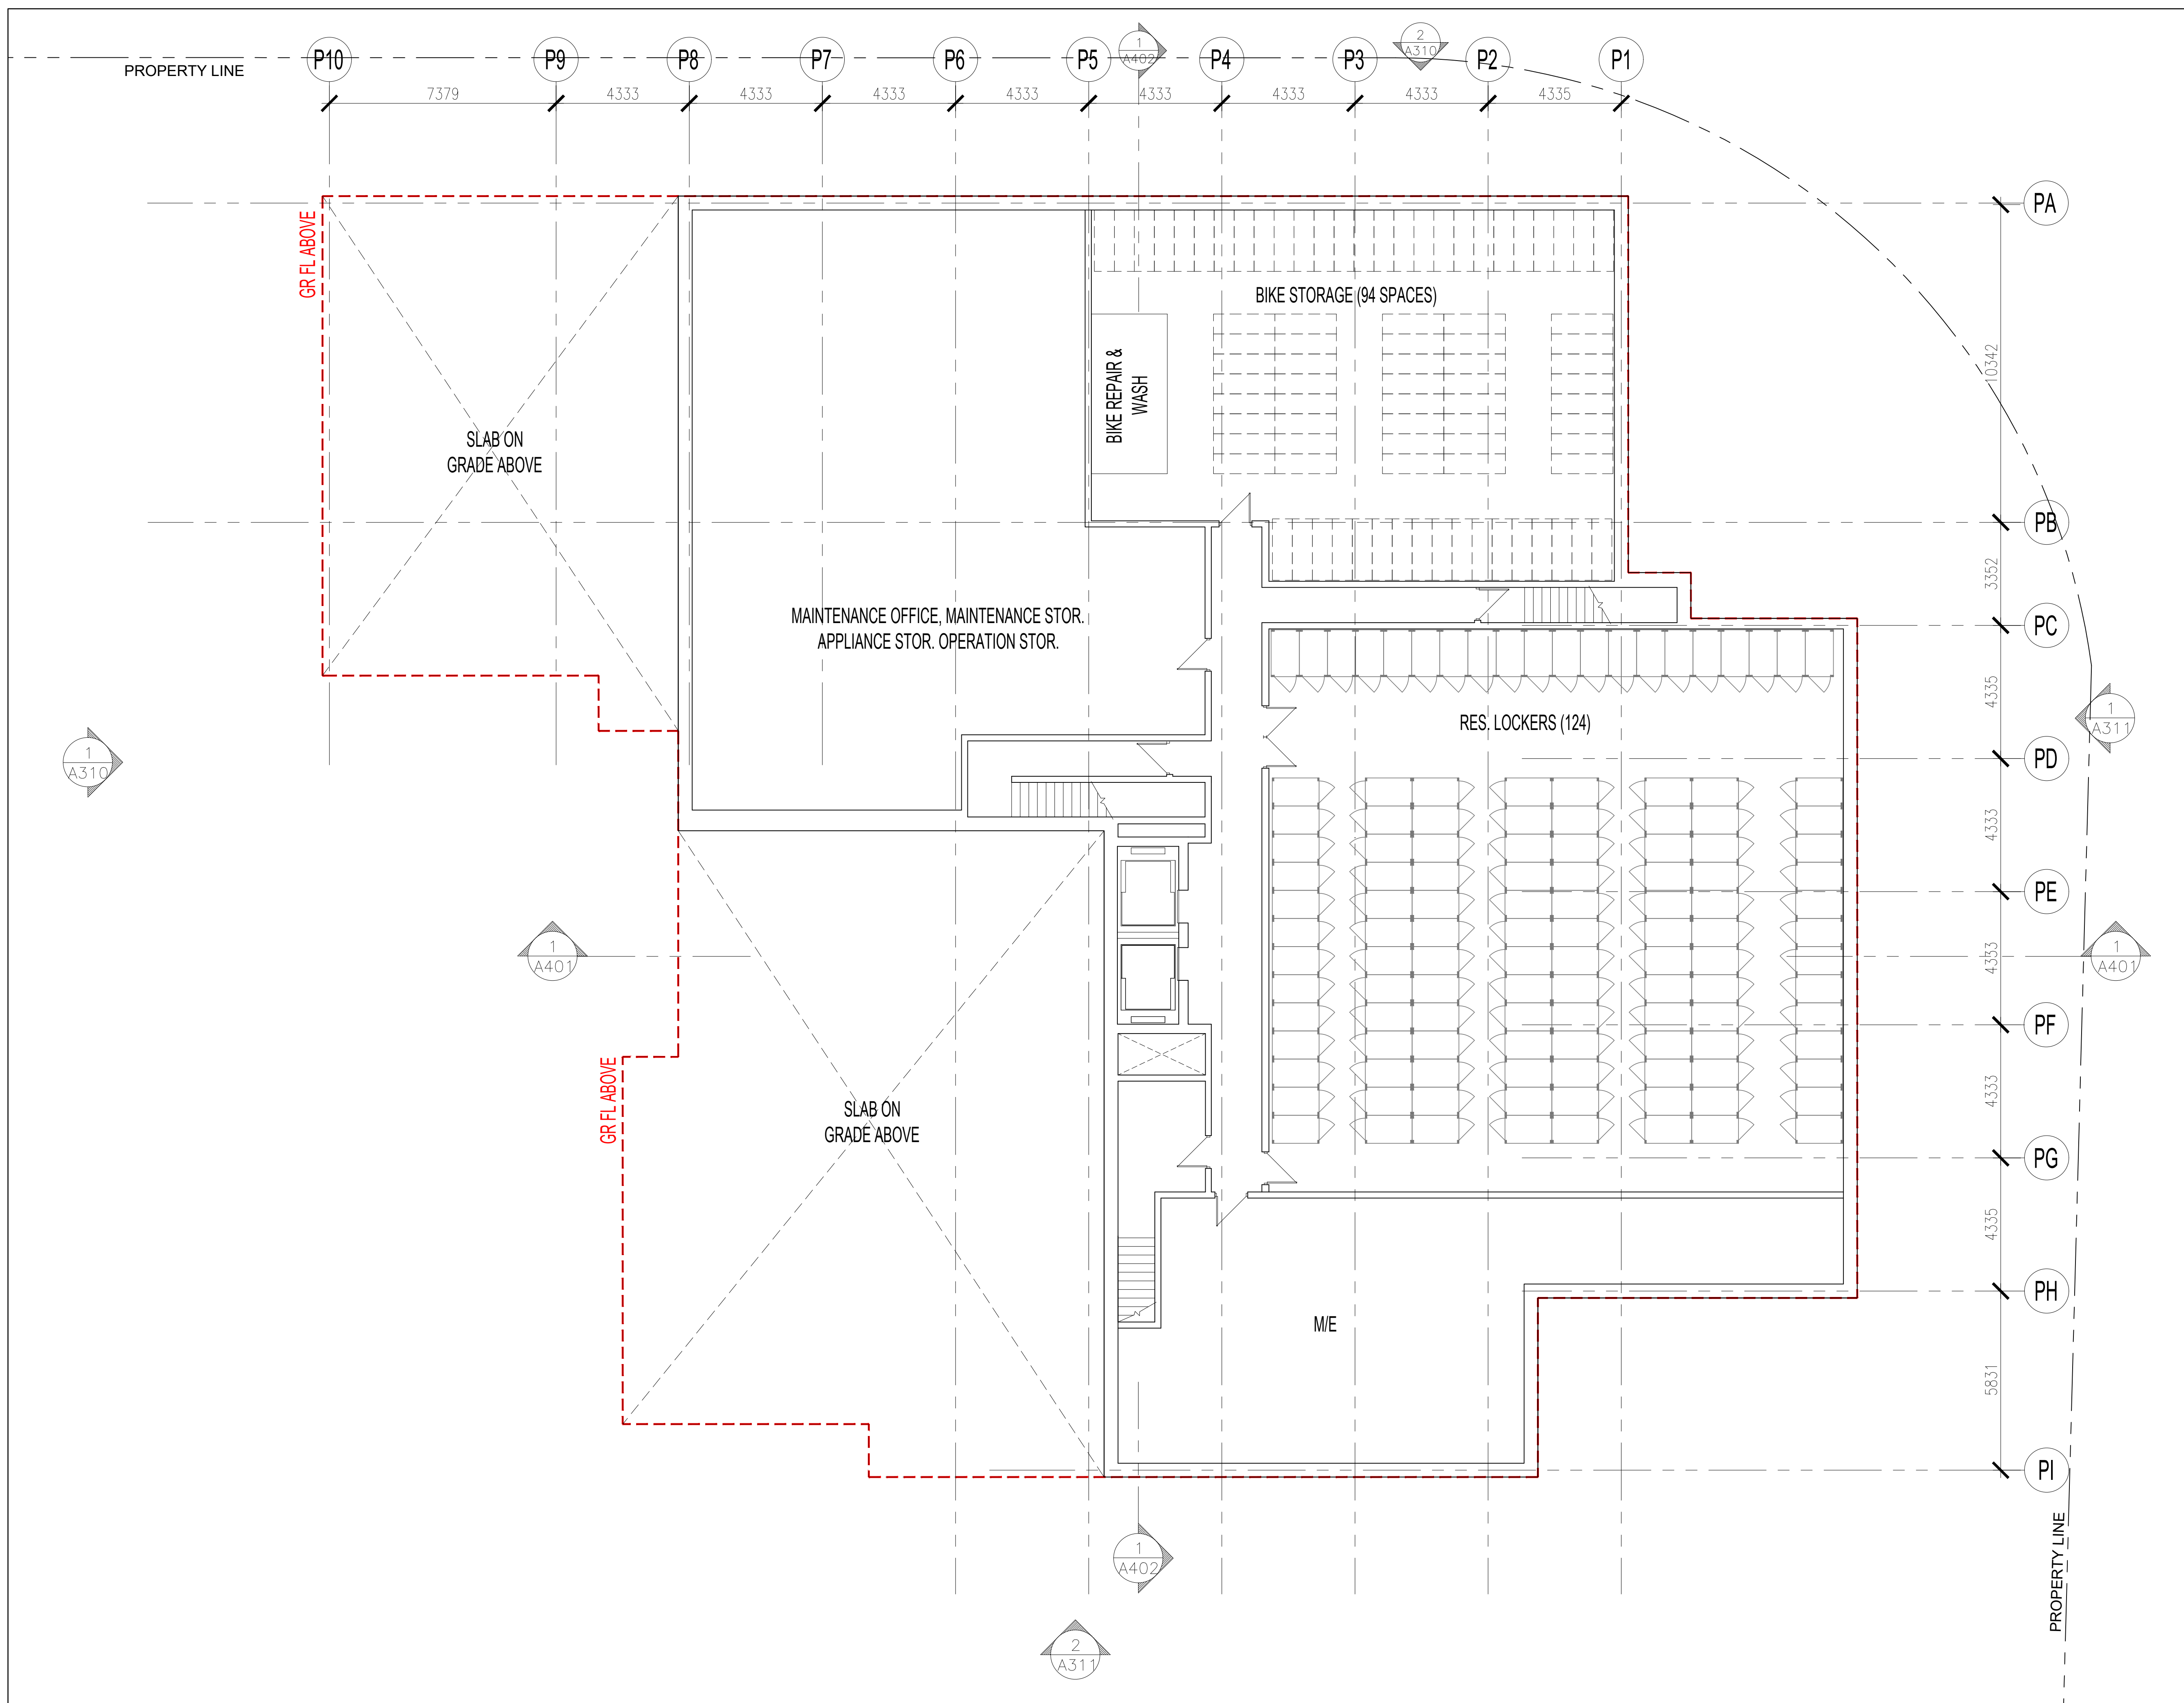 1
A402
2
A310
P10
P9
P8
P7
P6
P5
P4
P3
P2
P1
PROPERTY LINE
7379
4333
4333
4333
4333
4333
4333
4333
4335
PA
GR FL ABOVE
BIKE STORAGE (94 SPACES)
10342
BIKE REPAIR &
WASH
SLAB ON
GRADE ABOVE
PB
3352
MAINTENANCE OFFICE, MAINTENANCE STOR.
APPLIANCE STOR. OPERATION STOR.
PC
4335
RES. LOCKERS (124)
1
A311
1
A310
PD
4333
PE
1
A401
4333
1
A401
PF
GR FL ABOVE
4333
SLAB ON
GRADE ABOVE
PG
4335
PH
M/E
5831
PI
1
A402
PROPERTY LINE
2
A311